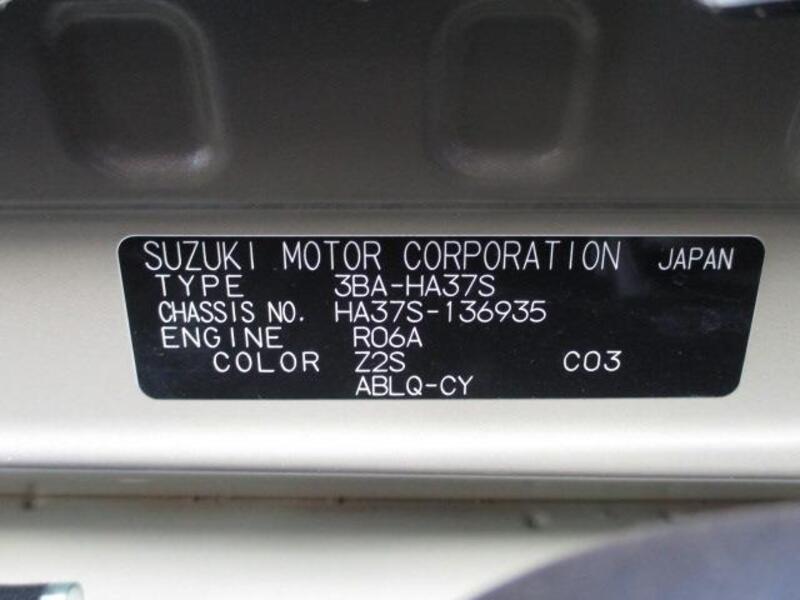 SUZUKI MOTOR CORPORATION JAPAN
TYPE 3BA-HA37S
CHASSIS NO. HA37S-136935
ENGINE R06A
COLOR Z2S C03
ABLQ-CY